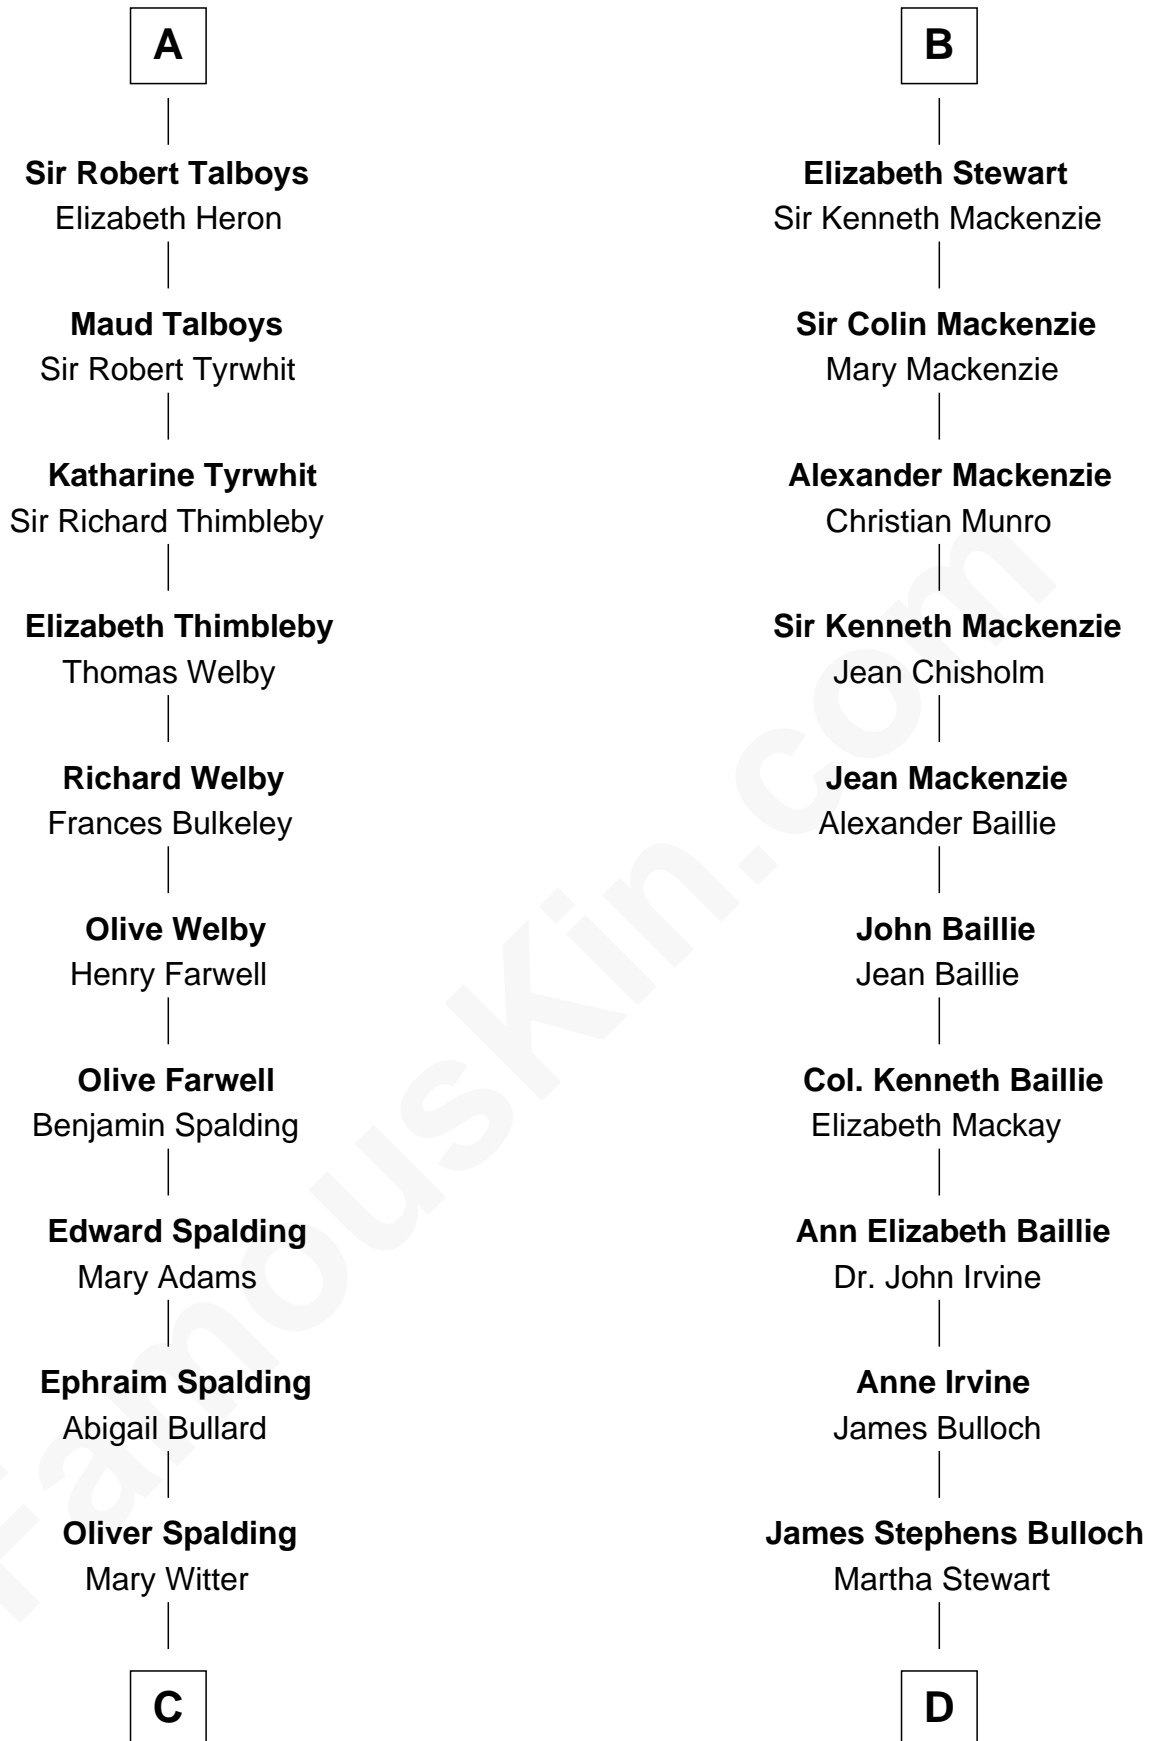 A
Sir Robert Talboys
Elizabeth Heron
Maud Talboys
Sir Robert Tyrwhit
Katharine Tyrwhit
Sir Richard Thimbleby
Elizabeth Thimbleby
Thomas Welby
Richard Welby
Frances Bulkeley
Olive Welby
Henry Farwell
Olive Farwell
Benjamin Spalding
Edward Spalding
Mary Adams
Ephraim Spalding
Abigail Bullard
Oliver Spalding
Mary Witter
C
B
Elizabeth Stewart
Sir Kenneth Mackenzie
Sir Colin Mackenzie
Mary Mackenzie
Alexander Mackenzie
Christian Munro
Sir Kenneth Mackenzie
Jean Chisholm
Jean Mackenzie
Alexander Baillie
John Baillie
Jean Baillie
Col. Kenneth Baillie
Elizabeth Mackay
Ann Elizabeth Baillie
Dr. John Irvine
Anne Irvine
James Bulloch
James Stephens Bulloch
Martha Stewart
D
FamousKin.com